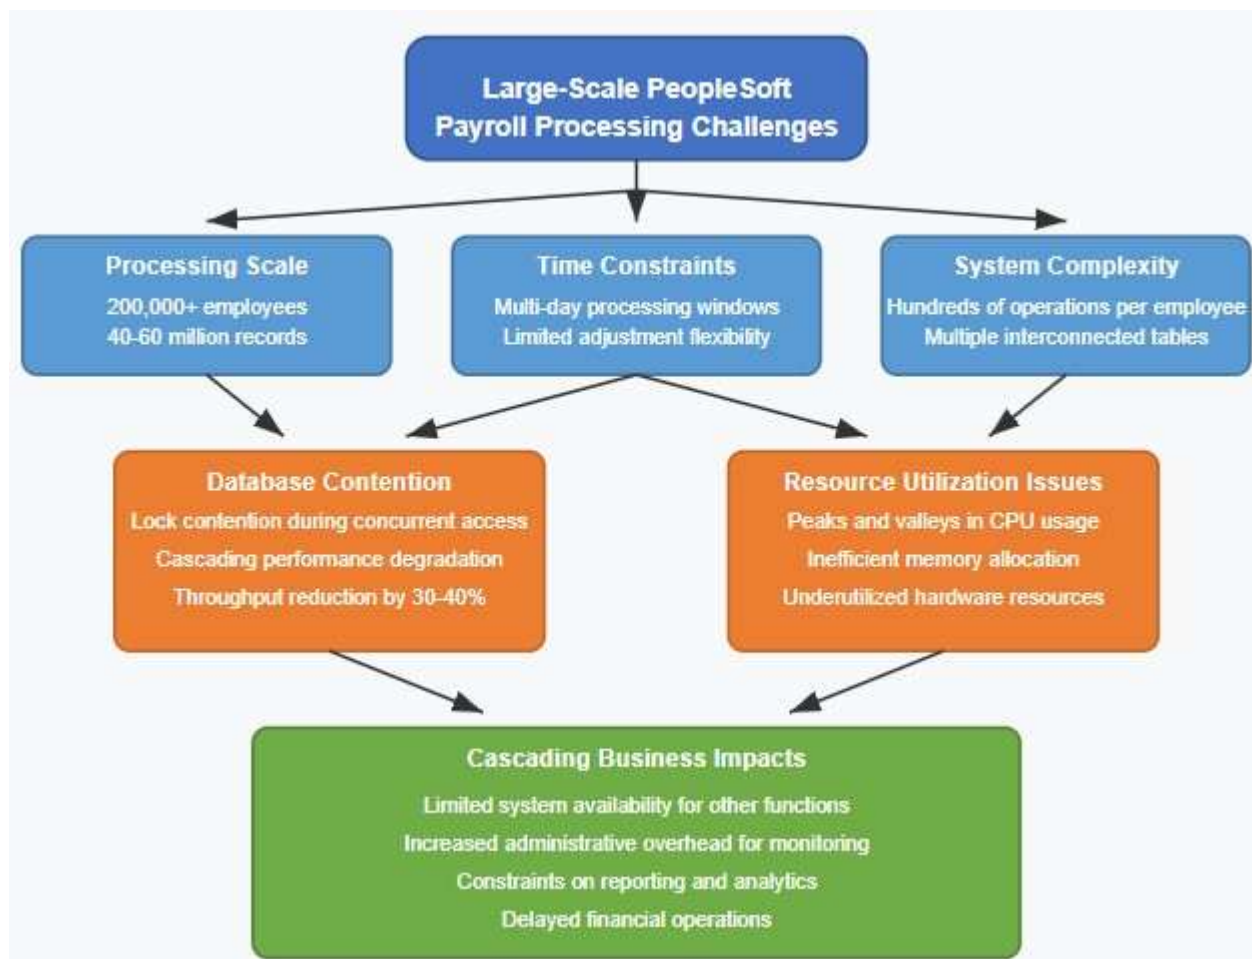 Large-Scale PeopleSoft
Payroll Processing Challenges
Processing Scale
200,000+ employees
40-60 million records
Time Constraints
Multi-day processing windows
Limited adjustment flexibility
System Complexity
Hundreds of operations per employee
Multiple interconnected tables
Database Contention
Lock contention during concurrent access
Cascading performance degradation
Throughput reduction by 30-40%
Resource Utilization Issues
Peaks and valleys in CPU usage
Inefficient memory allocation
Underutilized hardware resources
Cascading Business Impacts
Limited system availability for other functions
Increased administrative overhead for monitoring
Constraints on reporting and analytics
Delayed financial operations